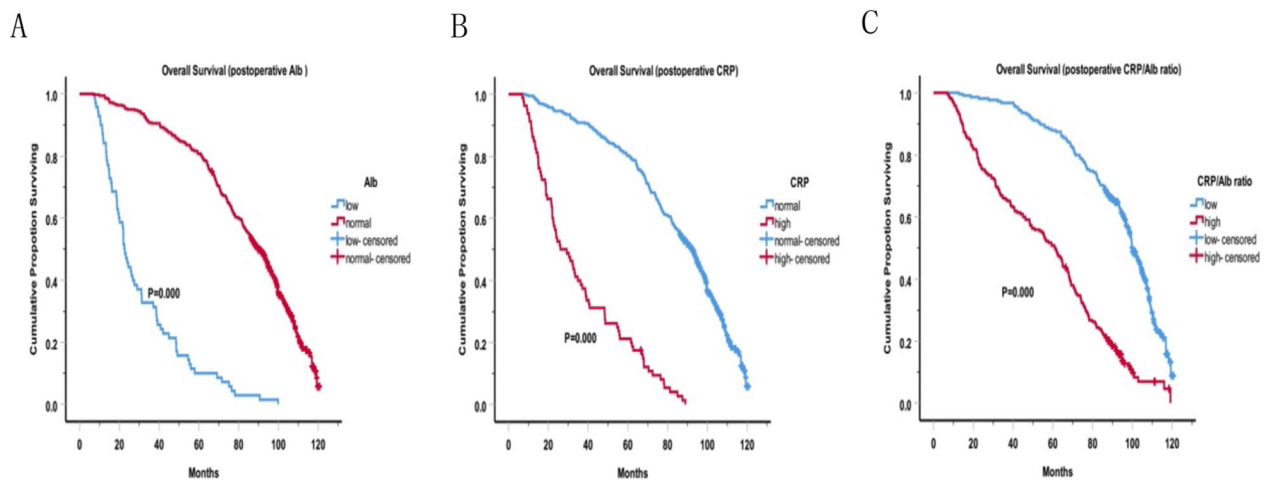 A
Overall Survival (postoperative Alb )
Cumulative Propotion Surviving
1.0
0.8
0.6
0.4
0.2
0.0
P=0.000
Alb
low
normal
low- censored
normal- censored
0 20 40 60 80 100 120
Months
B
Overall Survival (postoperative CRP)
Cumulative Propotion Surviving
1.0
0.8
0.6
0.4
0.2
0.0
P=0.000
CRP
normal
high
normal- censored
high- censored
0 20 40 60 80 100 120
Months
C
Overall Survival (postoperative CRP/Alb ratio)
Cumulative Propotion Surviving
1.0
0.8
0.6
0.4
0.2
0.0
P=0.000
CRP/Alb ratio
low
high
low- censored
high- censored
0 20 40 60 80 100 120
Months